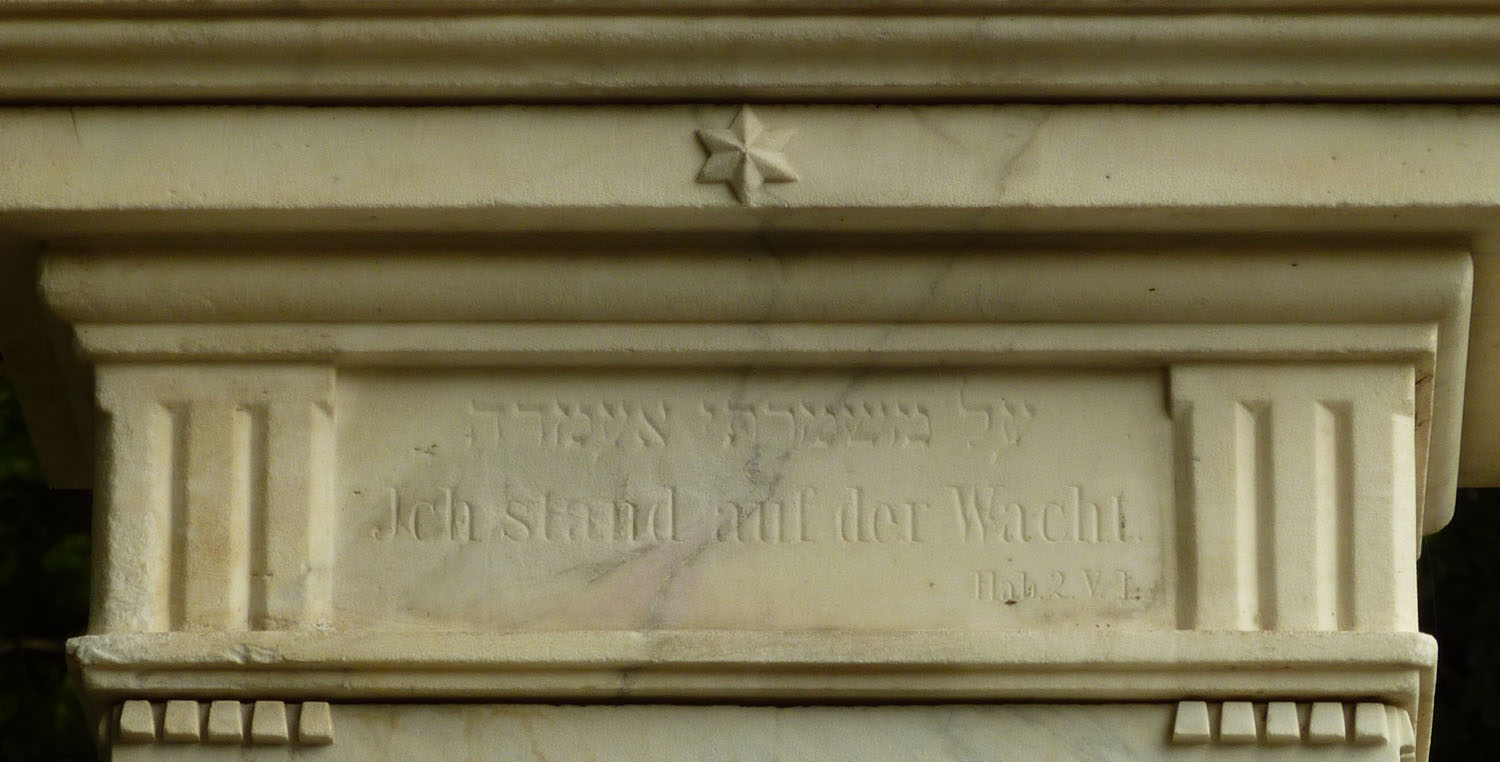 על משמרתי אעמדה
Jch stand auf der Wacht.
Hab. 2. V. 1.